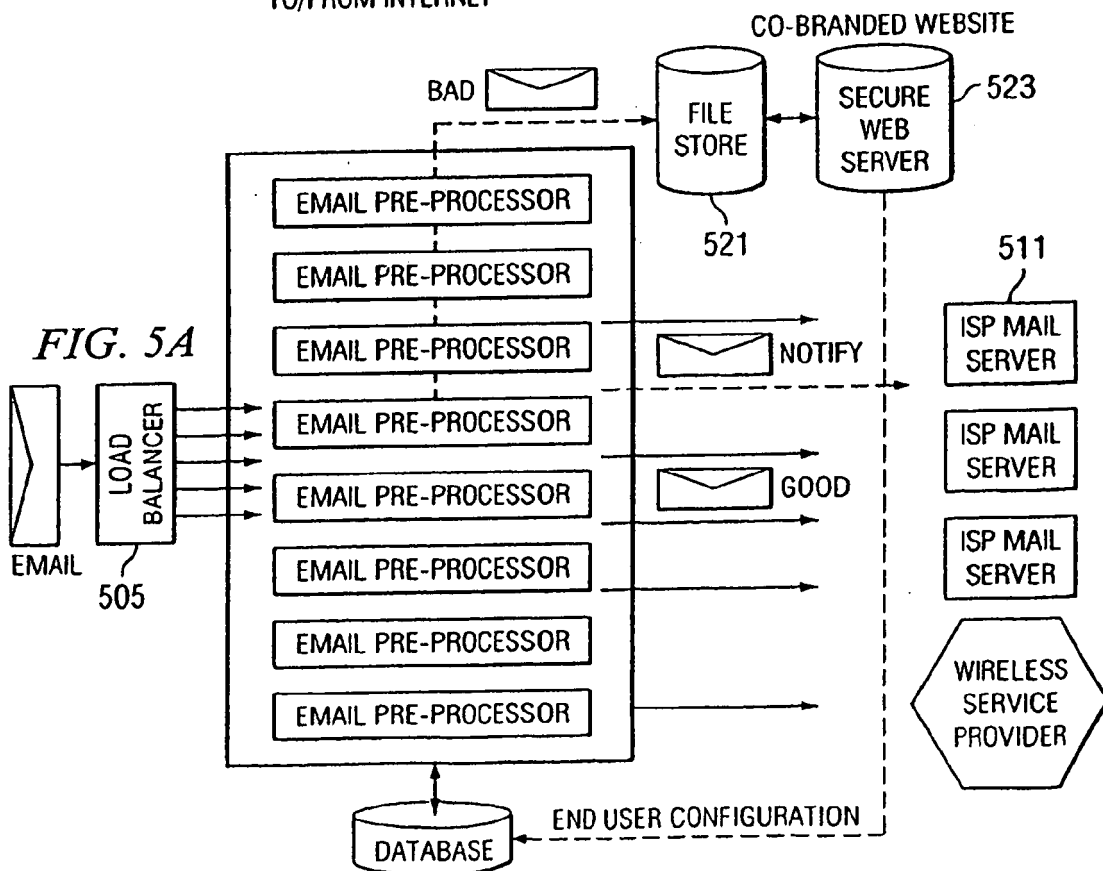 TO/FROM INTERNET
CO-BRANDED WEBSITE
BAD
FILE
STORE
SECURE
WEB
SERVER
523
521
EMAIL PRE-PROCESSOR
EMAIL PRE-PROCESSOR
EMAIL PRE-PROCESSOR
EMAIL PRE-PROCESSOR
EMAIL PRE-PROCESSOR
EMAIL PRE-PROCESSOR
EMAIL PRE-PROCESSOR
EMAIL PRE-PROCESSOR
FIG. 5A
EMAIL
LOAD
BALANCER
505
NOTIFY
GOOD
511
ISP MAIL
SERVER
ISP MAIL
SERVER
ISP MAIL
SERVER
WIRELESS
SERVICE
PROVIDER
END USER CONFIGURATION
DATABASE